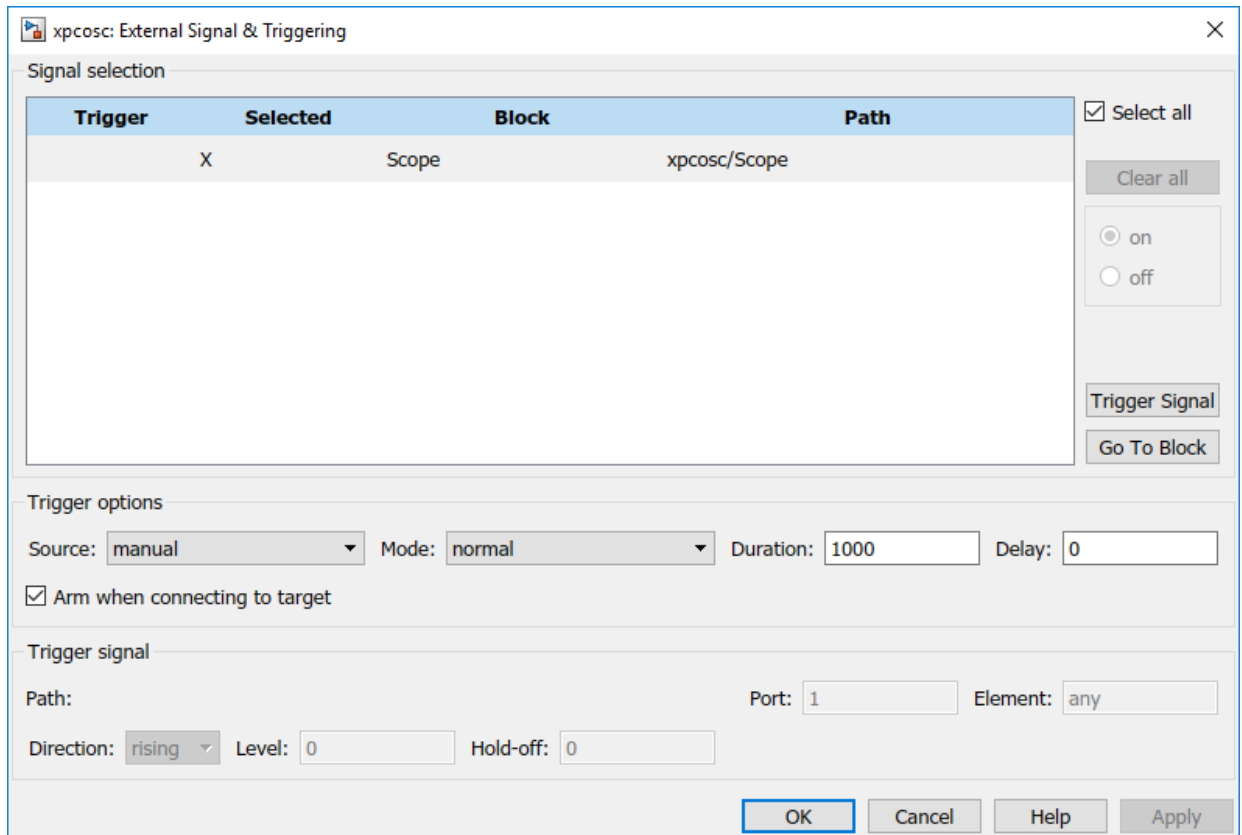 xpcosc: External Signal & Triggering
Signal selection
Trigger Selected Block Path
X Scope xpcosc/Scope
Select all
Clear all
on
off
Trigger Signal
Go To Block
Trigger options
Source: manual Mode: normal Duration: 1000 Delay: 0
Arm when connecting to target
Trigger signal
Path: Port: 1 Element: any
Direction: rising Level: 0 Hold-off: 0
OK Cancel Help Apply